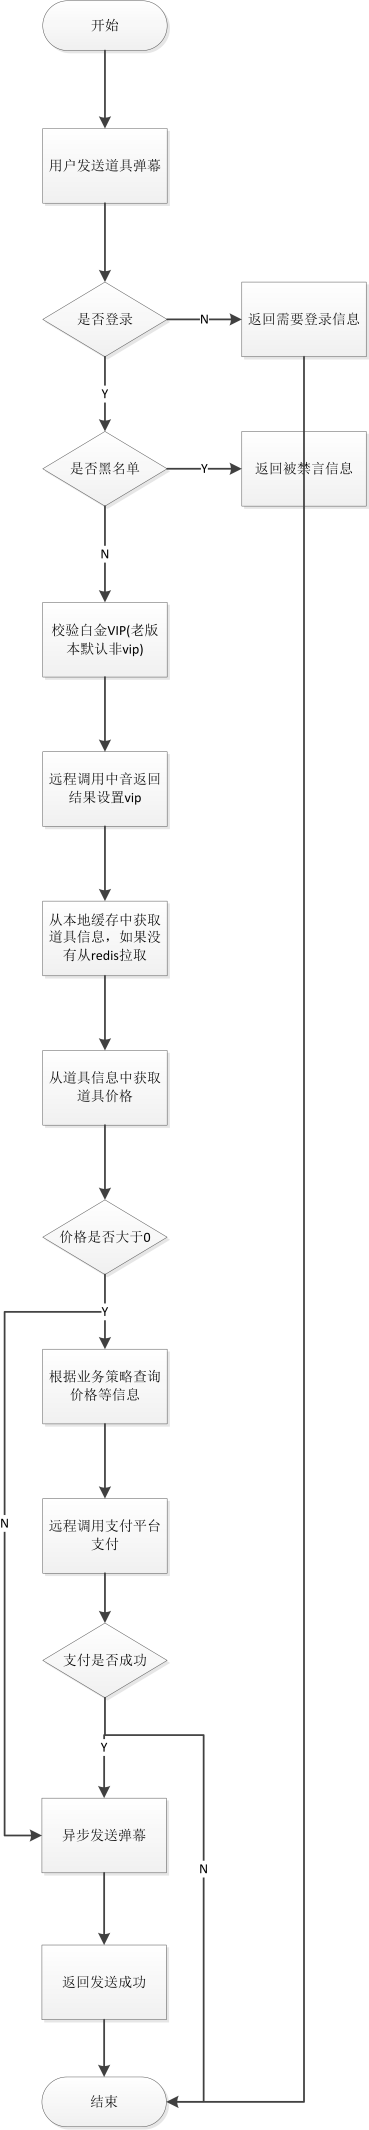 开始
用户发送道具弹幕
是否登录
N
返回需要登录信息
Y
是否黑名单
Y
返回被禁言信息
N
校验白金VIP(老版
本默认非vip)
远程调用中音返回
结果设置vip
从本地缓存中获取
道具信息，如果没
有从redis拉取
从道具信息中获取
道具价格
价格是否大于0
Y
根据业务策略查询
价格等信息
N
远程调用支付平台
支付
支付是否成功
Y
异步发送弹幕
N
返回发送成功
结束